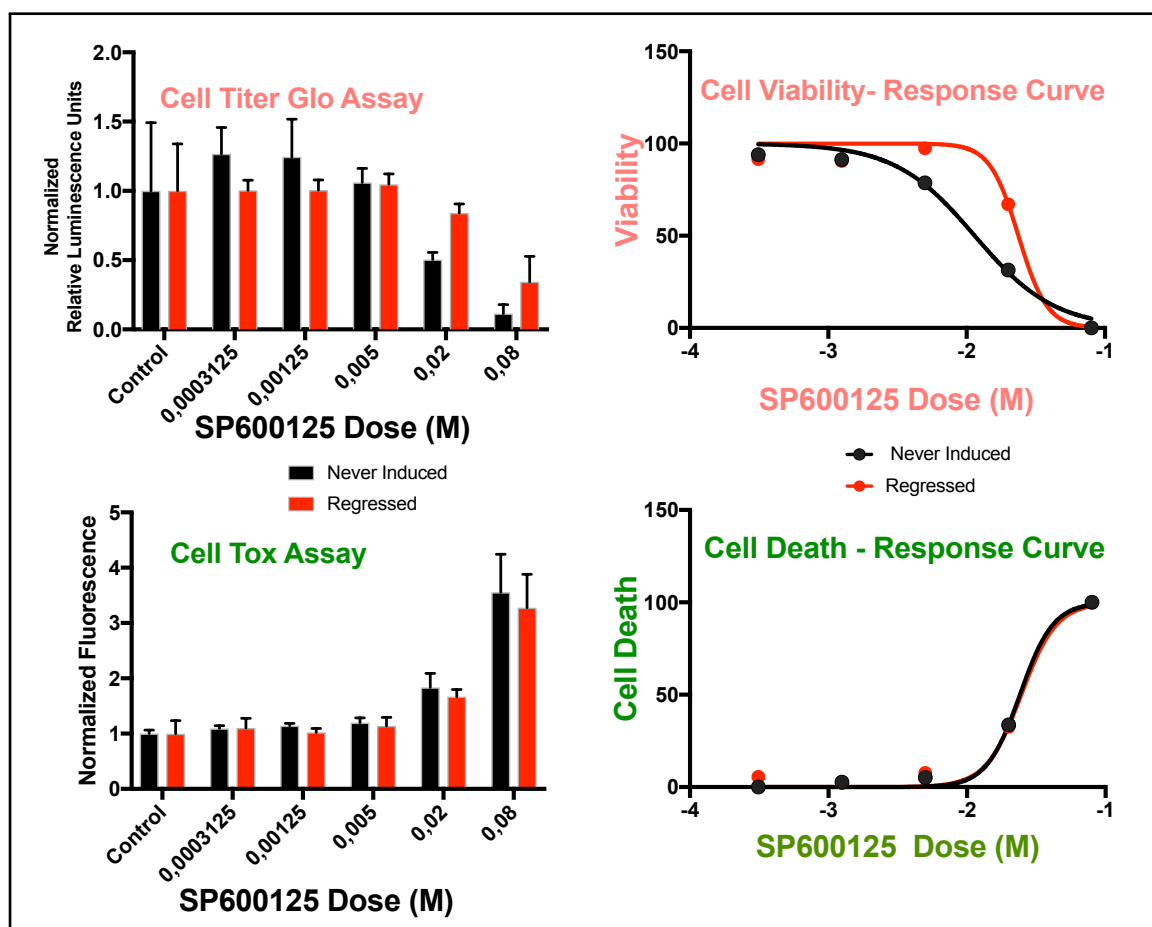 2.0
1.5
1.0
0.5
0.0
Normalized
Relative Luminescence Units
Cell Titer Glo Assay
Control
0,0003125
0,00125
0,005
0,02
0,08
SP600125 Dose (M)
150
100
50
0
Viability
Cell Viability- Response Curve
-4
-3
-2
-1
SP600125 Dose (M)
Never Induced
Regressed
Never Induced
Regressed
5
4
3
2
1
0
Normalized Fluorescence
Cell Tox Assay
Control
0,0003125
0,00125
0,005
0,02
0,08
SP600125 Dose (M)
150
100
50
0
Cell Death
Cell Death - Response Curve
-4
-3
-2
-1
SP600125 Dose (M)